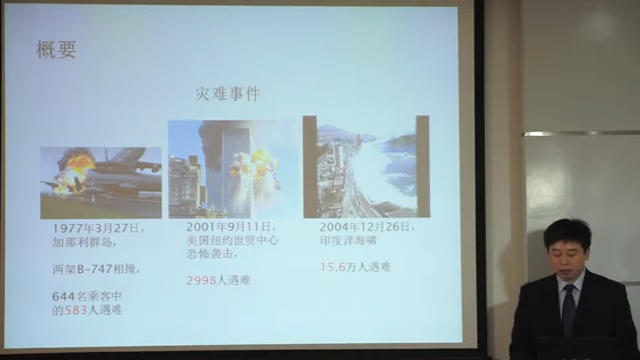 概要
灾难事件
1977年3月27日，
加那利群岛，
两架B-747相撞，
644名乘客中
的583人遇难
2001年9月11日，
美国纽约世贸中心
恐怖袭击，
2998人遇难
2004年12月26日，
印度洋海啸
15.6万人遇难